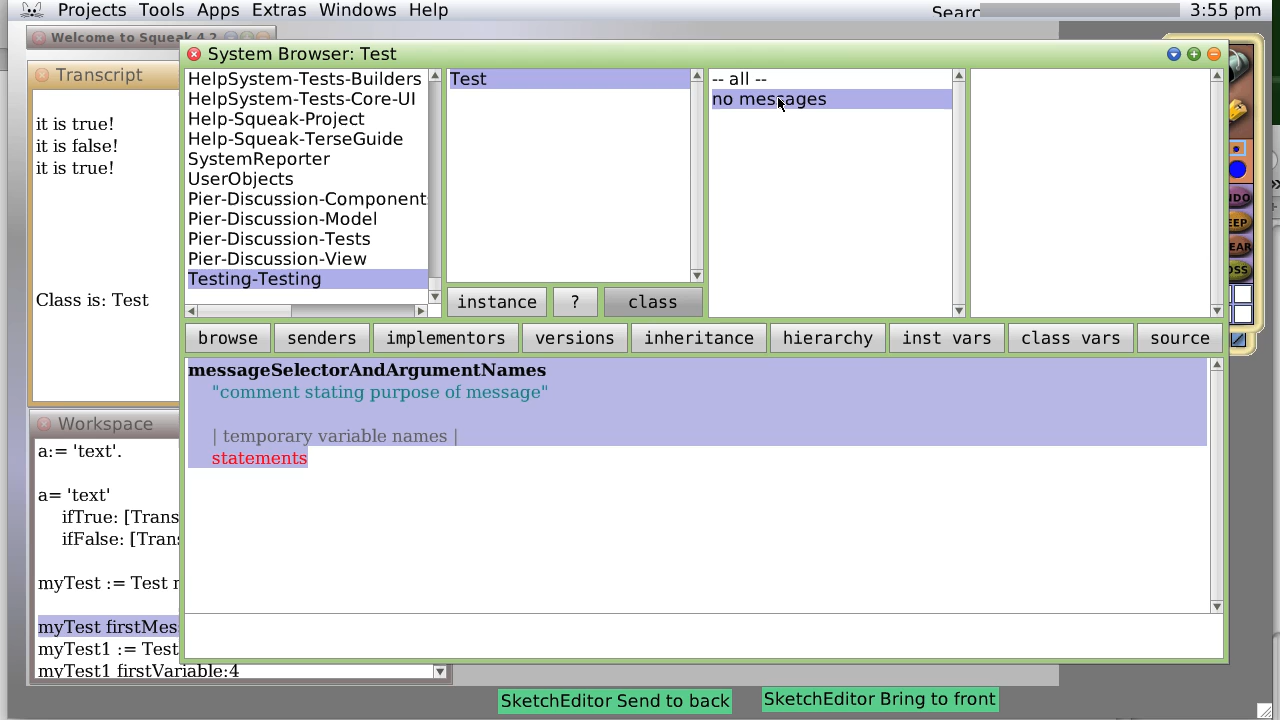 Projects Tools Apps Extras Windows Help
3:55 pm
Welcome to Squeak 4.2
Transcript
it is true!
it is false!
it is true!
Class is: Test
System Browser: Test
HelpSystem-Tests-Builders
HelpSystem-Tests-Core-UI
Help-Squeak-Project
Help-Squeak-TerseGuide
SystemReporter
UserObjects
Pier-Discussion-Component
Pier-Discussion-Model
Pier-Discussion-Tests
Pier-Discussion-View
Testing-Testing
Test
instance ? class
-- all --
no messages
browse senders implementors versions inheritance hierarchy inst vars class vars source
messageSelectorAndArgumentNames
"comment stating purpose of message"
| temporary variable names |
statements
Workspace
a:= 'text'.
a= 'text'
ifTrue: [Trans
ifFalse: [Trans
myTest := Test
myTest firstMes
myTest1 := Test
myTest1 firstVariable:4
SketchEditor Send to back
SketchEditor Bring to front